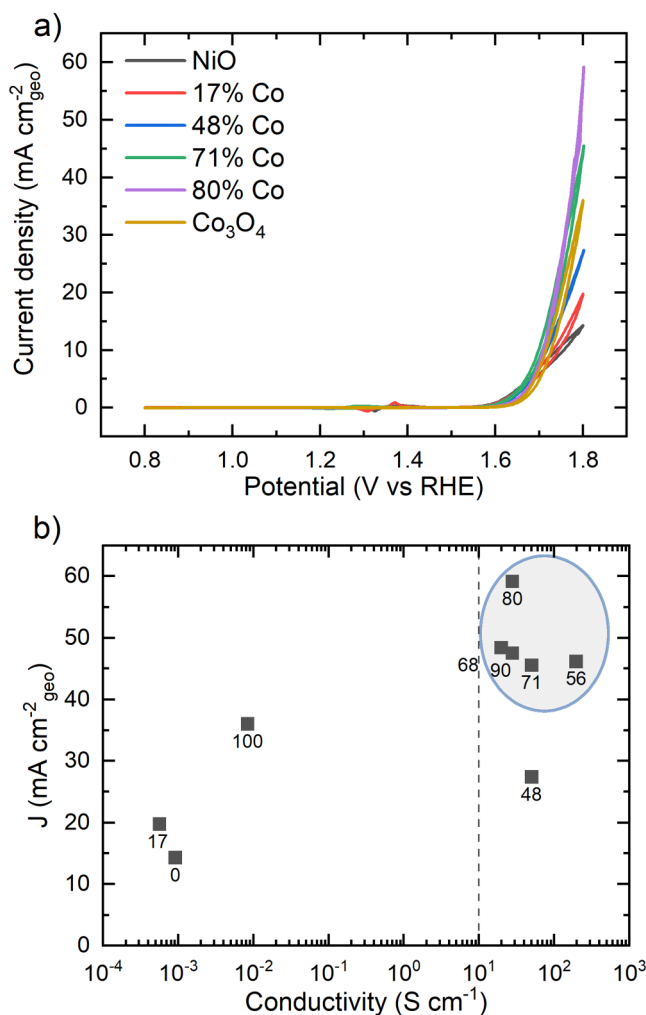 a)
NiO
17% Co
48% Co
71% Co
80% Co
Co₃O₄
60
50
40
30
20
10
0
Current density (mA cm⁻²geo)
0.8 1.0 1.2 1.4 1.6 1.8
Potential (V vs RHE)
b)
60
50
40
30
20
10
0
J (mA cm⁻²geo)
80
68 90 71 56
100
48
17
0
10⁻⁴ 10⁻³ 10⁻² 10⁻¹ 10⁰ 10¹ 10² 10³
Conductivity (S cm⁻¹)